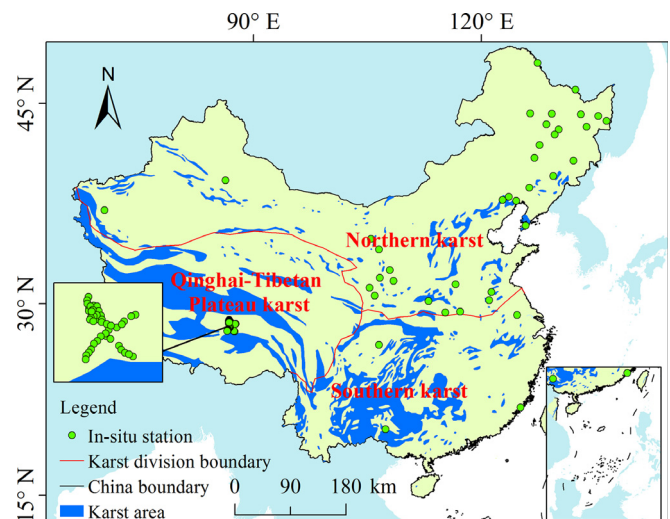 90° E
120° E
N
45° N
30° N
15° N
Northern karst
Qinghai-Tibetan
Plateau karst
Southern karst
Legend
In-situ station
Karst division boundary
China boundary
Karst area
0 90 180 km